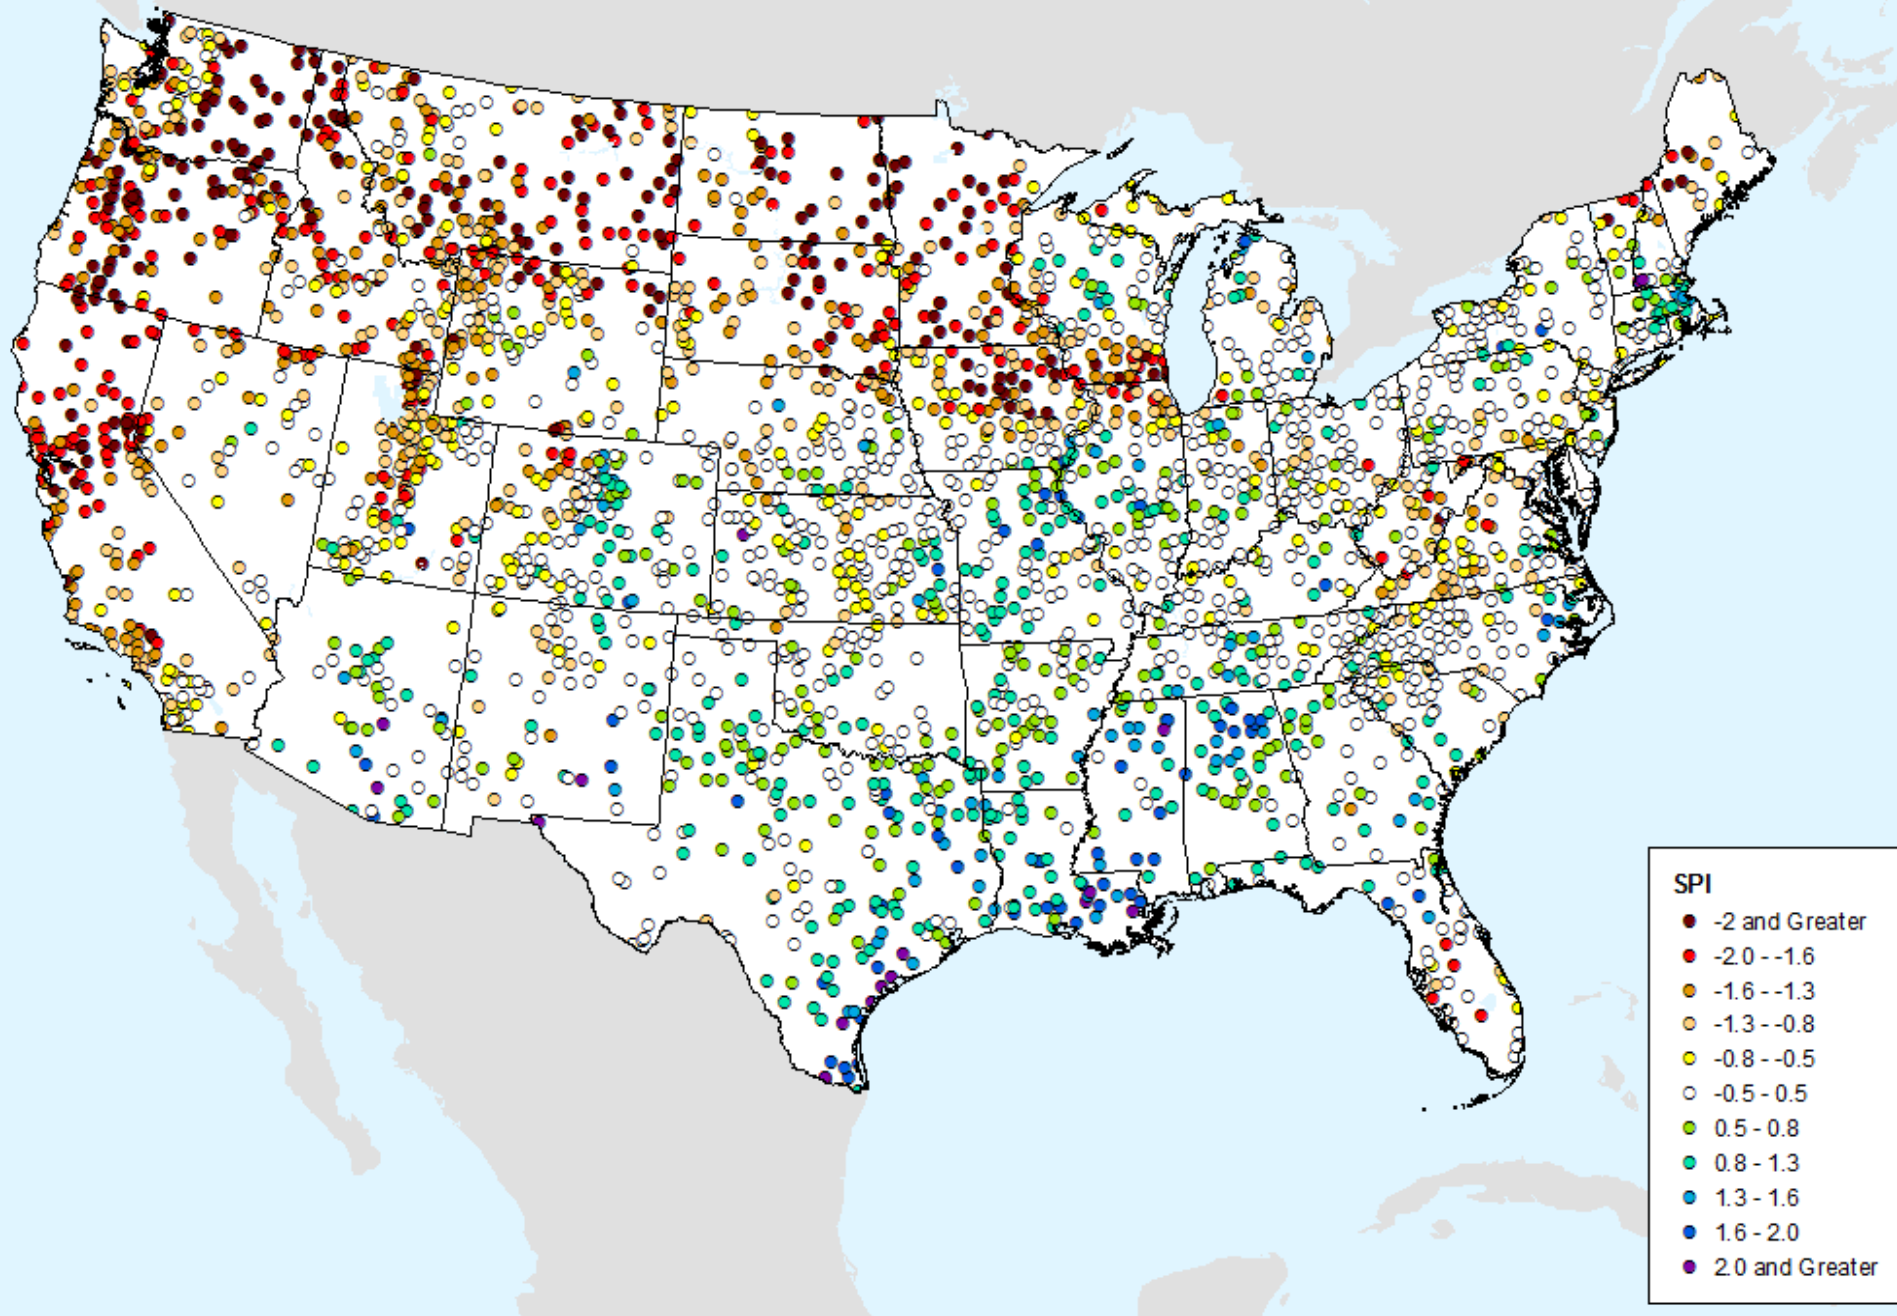 SPI
-2 and Greater
-2.0 - -1.6
-1.6 - -1.3
-1.3 - -0.8
-0.8 - -0.5
-0.5 - 0.5
0.5 - 0.8
0.8 - 1.3
1.3 - 1.6
1.6 - 2.0
2.0 and Greater